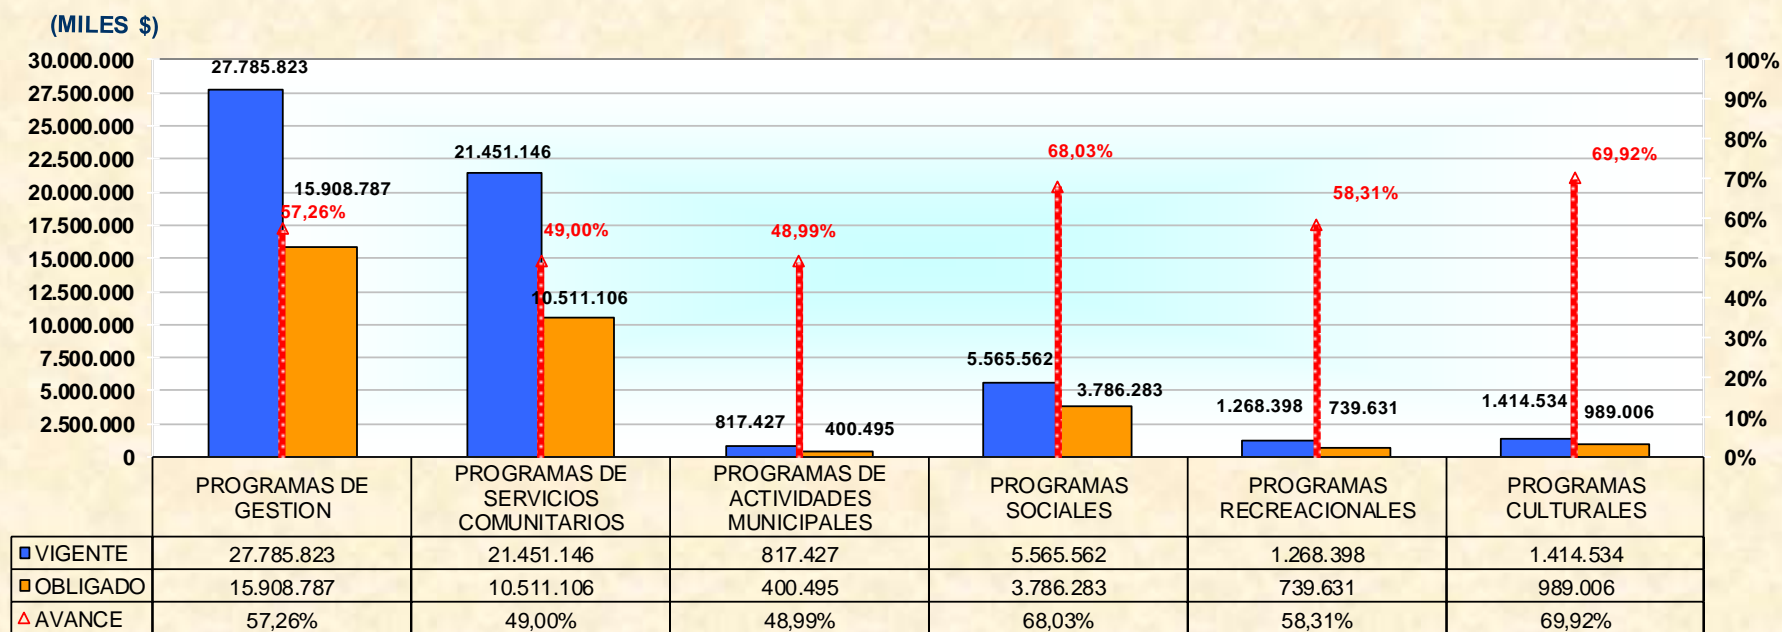 (MILES $)
30.000.000
27.500.000
25.000.000
22.500.000
20.000.000
17.500.000
15.000.000
12.500.000
10.000.000
7.500.000
5.000.000
2.500.000
0
100%
90%
80%
70%
60%
50%
40%
30%
20%
10%
0%
27.785.823
15.908.787
57,26%
21.451.146
49,00%
10.511.106
48,99%
817.427
400.495
68,03%
5.565.562
3.786.283
58,31%
1.268.398
739.631
69,92%
1.414.534
989.006
PROGRAMAS DE
GESTION
PROGRAMAS DE
SERVICIOS
COMUNITARIOS
PROGRAMAS DE
ACTIVIDADES
MUNICIPALES
PROGRAMAS
SOCIALES
PROGRAMAS
RECREACIONALES
PROGRAMAS
CULTURALES
VIGENTE 27.785.823 21.451.146 817.427 5.565.562 1.268.398 1.414.534
OBLIGADO 15.908.787 10.511.106 400.495 3.786.283 739.631 989.006
AVANCE 57,26% 49,00% 48,99% 68,03% 58,31% 69,92%